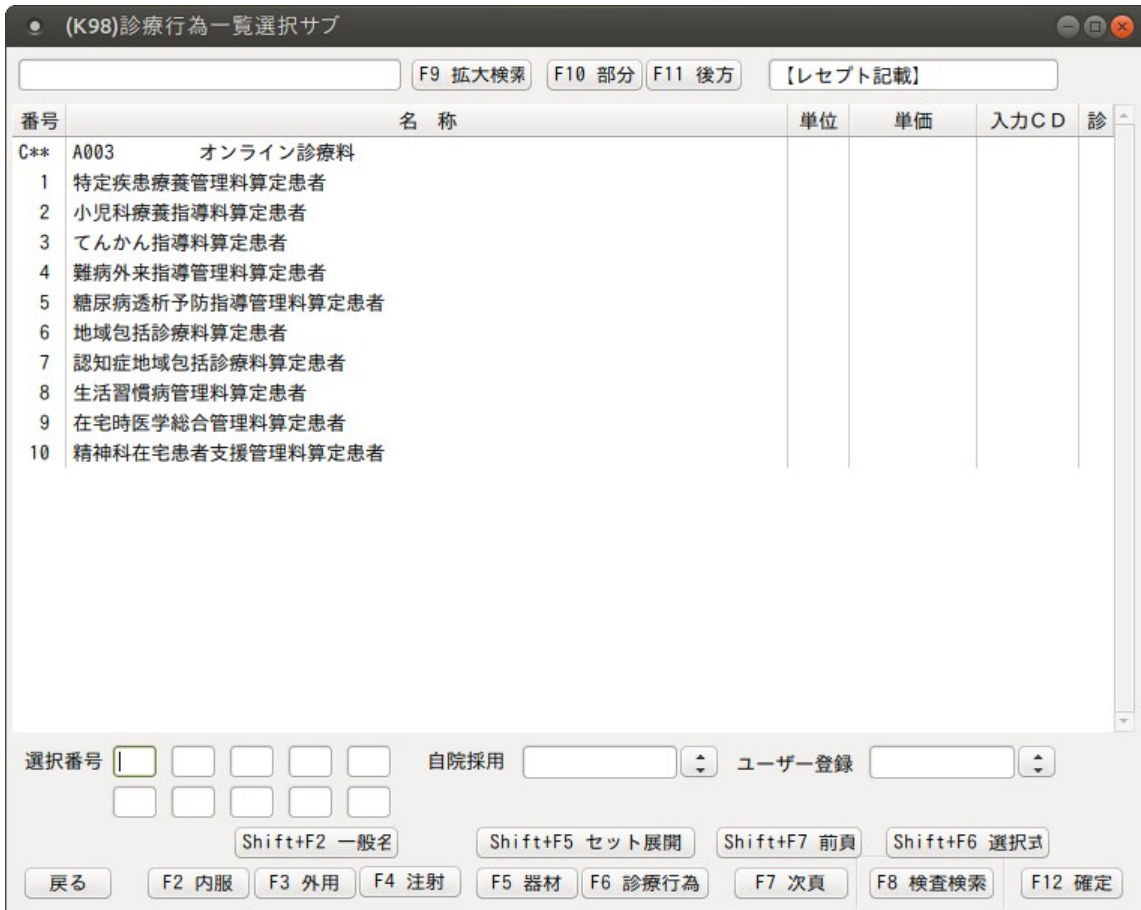 (K98)診療行為一覧選択サブ
F9 拡大検索 F10 部分 F11 後方 【レセプト記載】
番号 名 称 単位 単価 入力ＣＤ 診
C** A003 オンライン診療料
1 特定疾患療養管理料算定患者
2 小児科療養指導料算定患者
3 てんかん指導料算定患者
4 難病外来指導管理料算定患者
5 糖尿病透析予防指導管理料算定患者
6 地域包括診療料算定患者
7 認知症地域包括診療料算定患者
8 生活習慣病管理料算定患者
9 在宅時医学総合管理料算定患者
10 精神科在宅患者支援管理料算定患者
選択番号 自院採用 ユーザー登録
Shift+F2 一般名 Shift+F5 セット展開 Shift+F7 前頁 Shift+F6 選択式
戻る F2 内服 F3 外用 F4 注射 F5 器材 F6 診療行為 F7 次頁 F8 検査検索 F12 確定